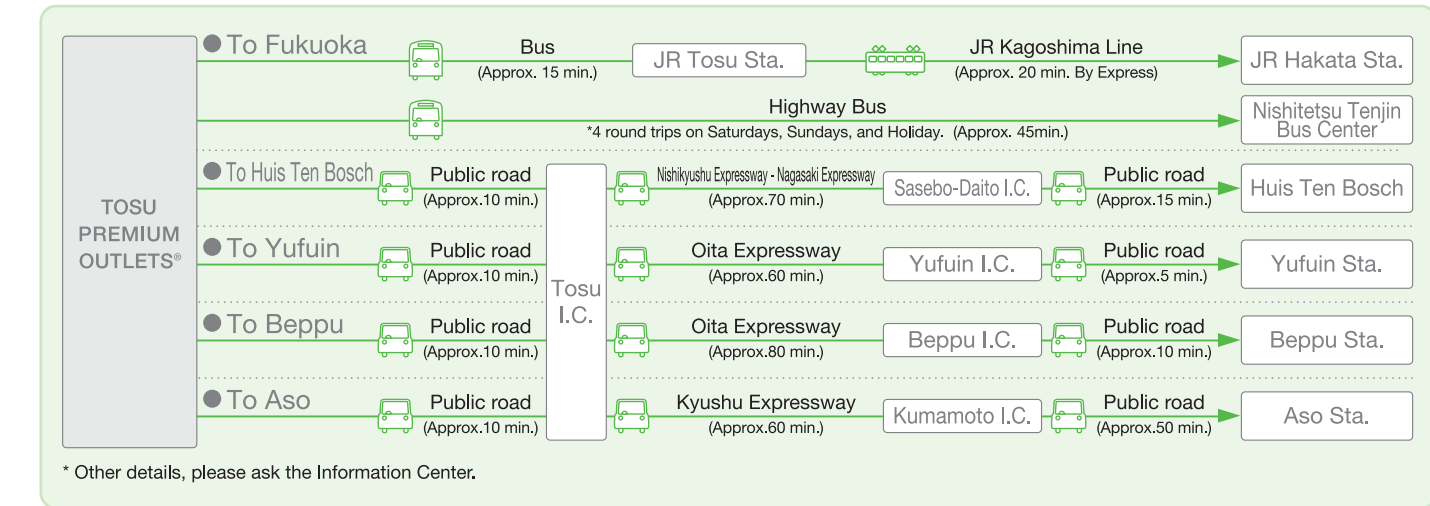 TOSU
PREMIUM
OUTLETS®
● To Fukuoka
Bus
(Approx. 15 min.)
JR Tosu Sta.
JR Kagoshima Line
(Approx. 20 min. By Express)
JR Hakata Sta.
Highway Bus
*4 round trips on Saturdays, Sundays, and Holiday. (Approx. 45min.)
Nishitetsu Tenjin
Bus Center
● To Huis Ten Bosch
Public road
(Approx.10 min.)
Tosu
I.C.
Nishikyushu Expressway - Nagasaki Expressway
(Approx.70 min.)
Sasebo-Daito I.C.
Public road
(Approx.15 min.)
Huis Ten Bosch
● To Yufuin
Public road
(Approx.10 min.)
Oita Expressway
(Approx.60 min.)
Yufuin I.C.
Public road
(Approx.5 min.)
Yufuin Sta.
● To Beppu
Public road
(Approx.10 min.)
Oita Expressway
(Approx.80 min.)
Beppu I.C.
Public road
(Approx.10 min.)
Beppu Sta.
● To Aso
Public road
(Approx.10 min.)
Kyushu Expressway
(Approx.60 min.)
Kumamoto I.C.
Public road
(Approx.50 min.)
Aso Sta.
* Other details, please ask the Information Center.